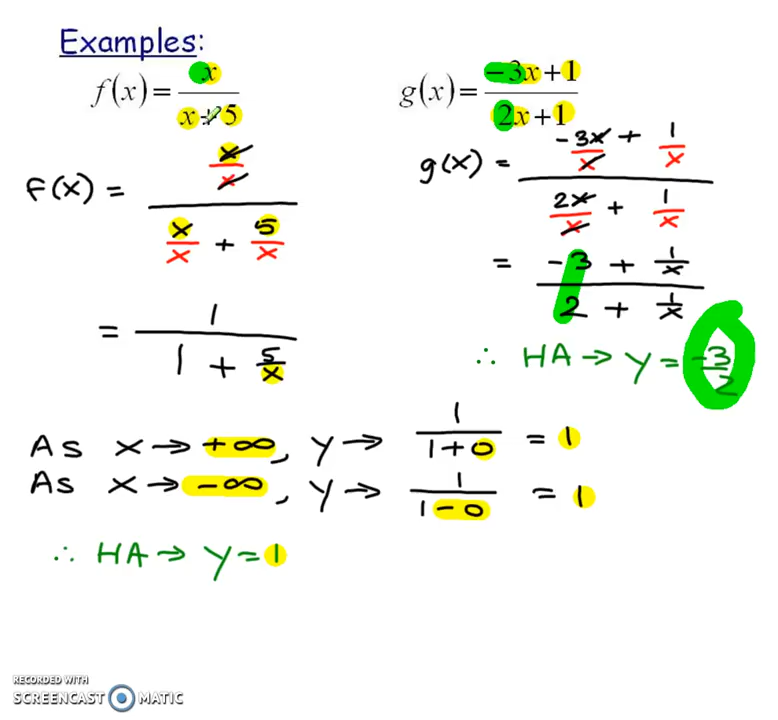 Examples:
f(x) = x / (x + 5)
g(x) = (-3x + 1) / (2x + 1)
f(x) = (x/x) / (x/x + 5/x)
g(x) = (-3x/x + 1/x) / (2x/x + 1/x)
= 1 / (1 + 5/x)
= (-3 + 1/x) / (2 + 1/x)
∴ HA → y = -3/2
As x → +∞, y → 1 / (1 + 0) = 1
As x → -∞, y → 1 / (1 - 0) = 1
∴ HA → y = 1
RECORDED WITH
SCREENCAST MATIC